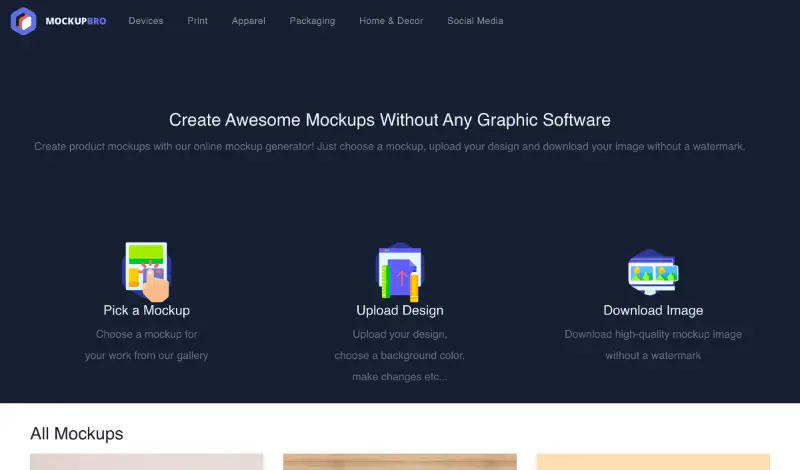 MOCKUPBRO Devices Print Apparel Packaging Home & Decor Social Media
Create Awesome Mockups Without Any Graphic Software
Create product mockups with our online mockup generator! Just choose a mockup, upload your design and download your image without a watermark.
Pick a Mockup
Choose a mockup for
your work from our gallery
Upload Design
Upload your design,
choose a background color,
make changes etc...
Download Image
Download high-quality mockup image
without a watermark
All Mockups